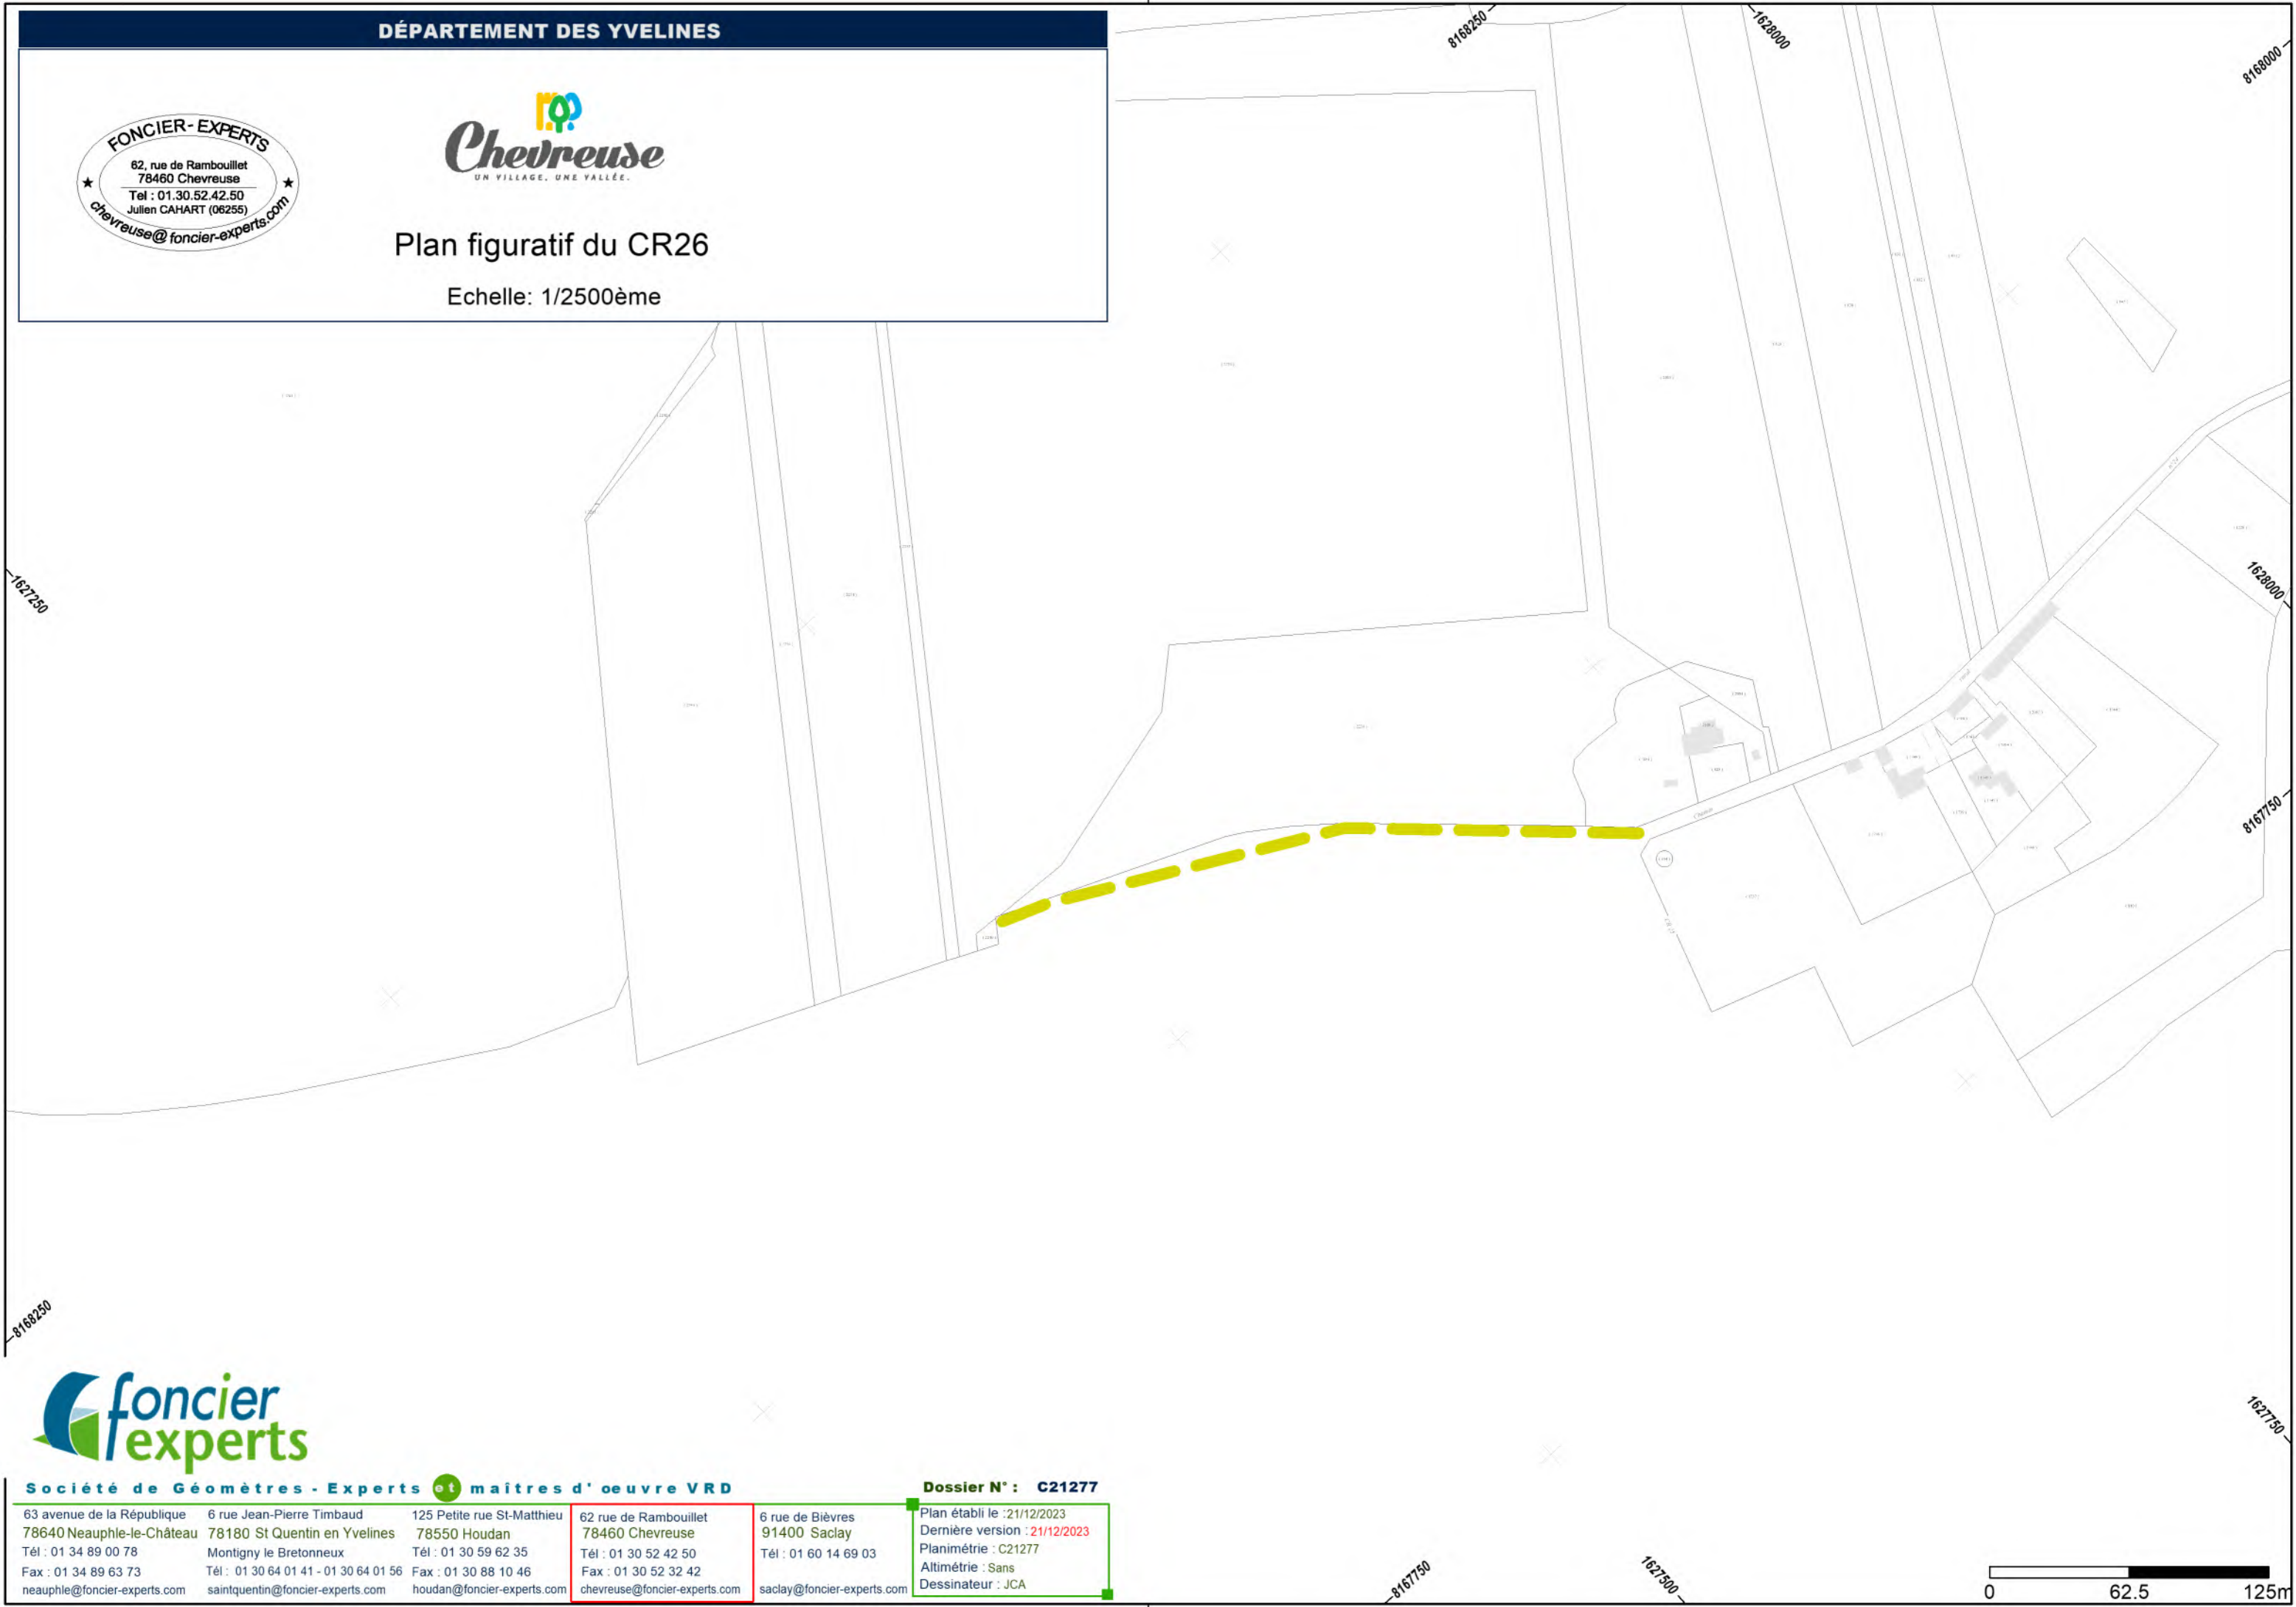 DÉPARTEMENT DES YVELINES
FONCIER-EXPERTS
62, rue de Rambouillet
78460 Chevreuse
Tel : 01.30.52.42.50
Julien CAHART (06255)
chevreuse@foncier-experts.com
Chevreuse
UN VILLAGE, UNE VALLÉE.
Plan figuratif du CR26
Echelle: 1/2500ème
8168250
1628000
8168000
1627250
1628000
8167750
8168250
1627750
8167750
1627500
foncier
experts
Société de Géomètres - Experts et maîtres d'oeuvre VRD
63 avenue de la République
78640 Neauphle-le-Château
Tél : 01 34 89 00 78
Fax : 01 34 89 63 73
neauphle@foncier-experts.com
6 rue Jean-Pierre Timbaud
78180 St Quentin en Yvelines
Montigny le Bretonneux
Tél : 01 30 64 01 41 - 01 30 64 01 56
saintquentin@foncier-experts.com
125 Petite rue St-Matthieu
78550 Houdan
Tél : 01 30 59 62 35
Fax : 01 30 88 10 46
houdan@foncier-experts.com
62 rue de Rambouillet
78460 Chevreuse
Tél : 01 30 52 42 50
Fax : 01 30 52 32 42
chevreuse@foncier-experts.com
6 rue de Bièvres
91400 Saclay
Tél : 01 60 14 69 03
saclay@foncier-experts.com
Dossier N° : C21277
Plan établi le :21/12/2023
Dernière version : 21/12/2023
Planimétrie : C21277
Altimétrie : Sans
Dessinateur : JCA
0 62.5 125m